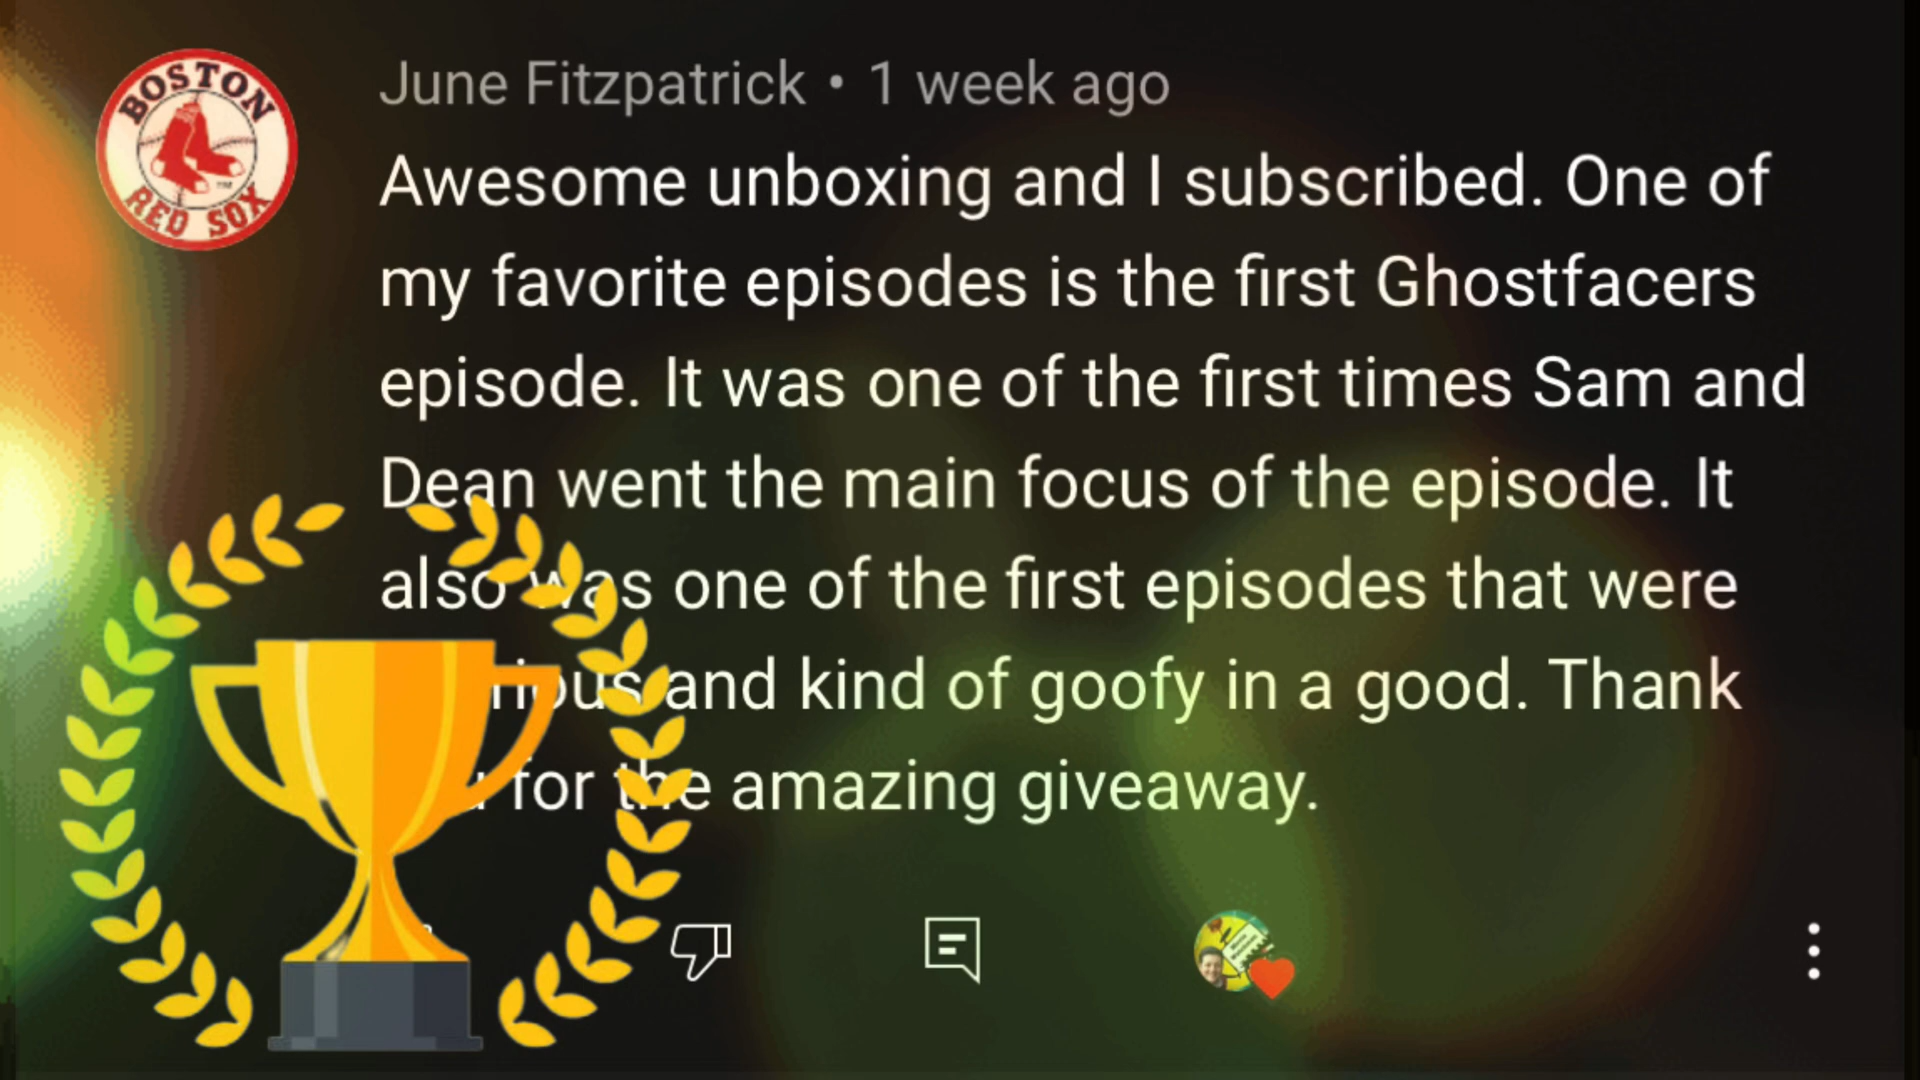 BOSTON
RED SOX
June Fitzpatrick • 1 week ago
Awesome unboxing and I subscribed. One of
my favorite episodes is the first Ghostfacers
episode. It was one of the first times Sam and
Dean went the main focus of the episode. It
also was one of the first episodes that were
and kind of goofy in a good. Thank
for the amazing giveaway.